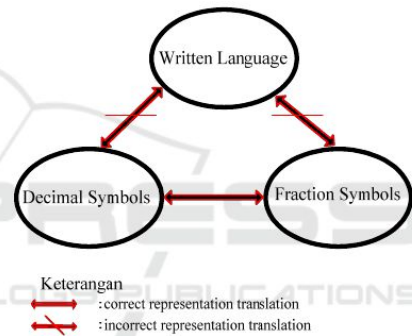 Written Language
Decimal Symbols
Fraction Symbols
Keterangan
: correct representation translation
: incorrect representation translation